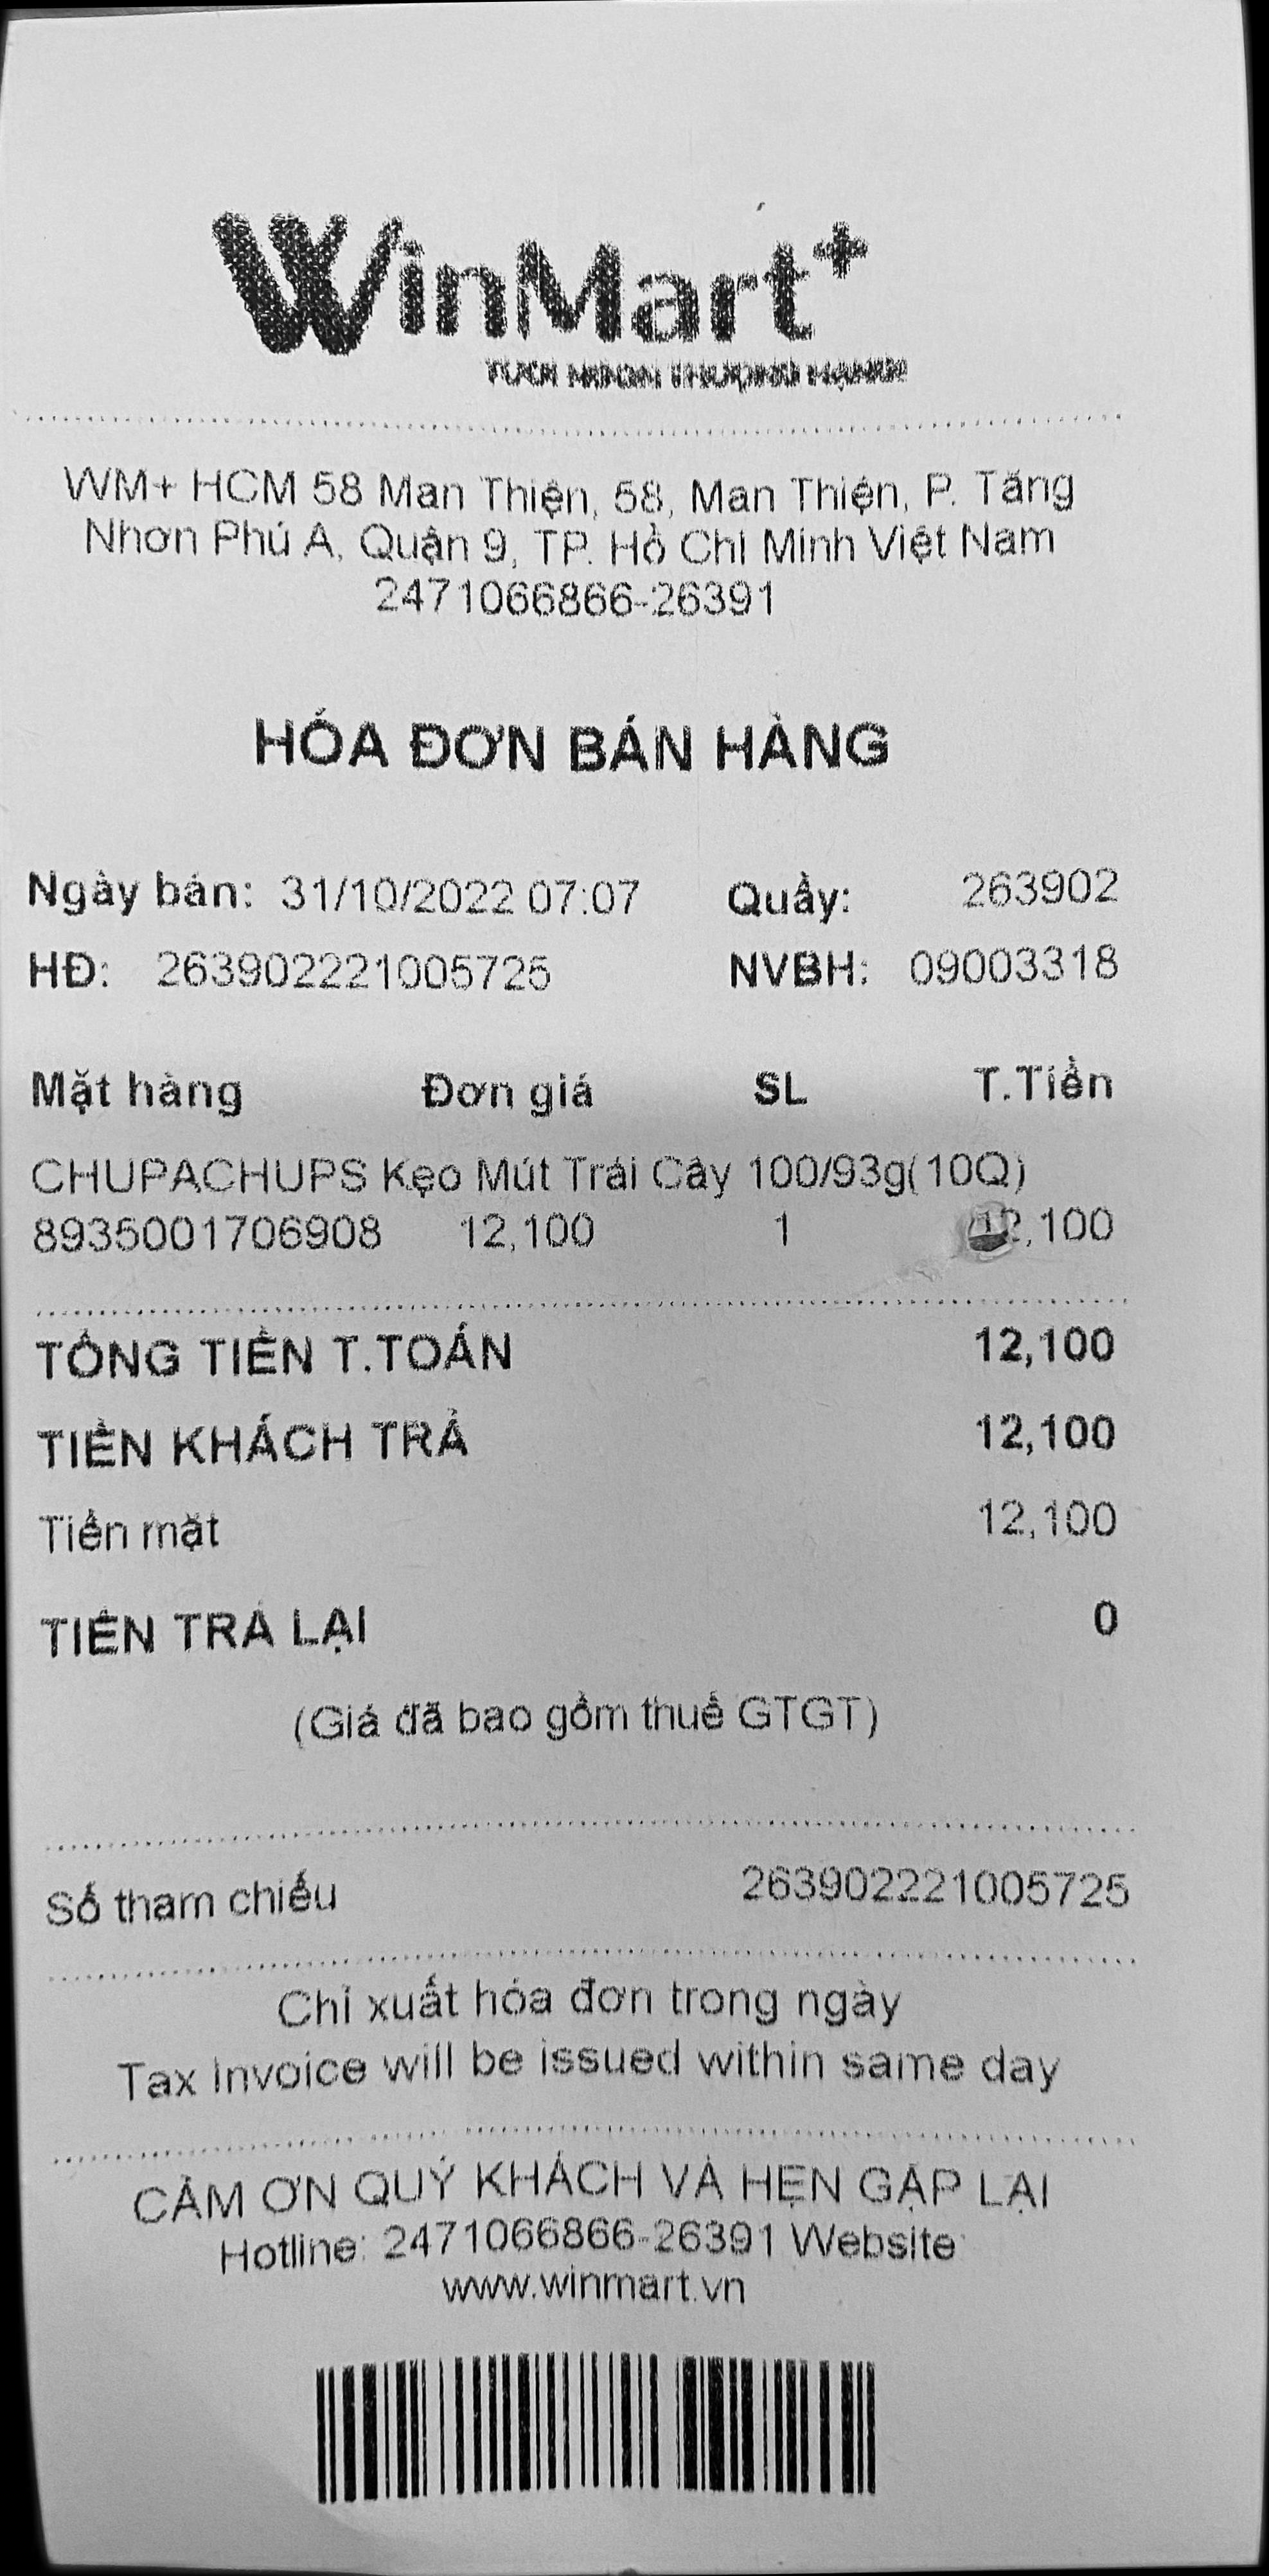 WinMart+
WM+ HCM 58 Man Thiện, 58, Man Thiện, P. Tăng
Nhơn Phú A, Quận 9, TP. Hồ Chí Minh Việt Nam
2471066866-26391
HÓA ĐƠN BÁN HÀNG
Ngày bán: 31/10/2022 07:07 Quầy: 263902
HĐ: 263902221005725 NVBH: 09003318
Mặt hàng Đơn giá SL T.Tiền
CHUPACHUPS Kẹo Mút Trái Cây 100/93g(10Q)
8935001706908 12,100 1 12,100
TỔNG TIỀN T.TOÁN 12,100
TIỀN KHÁCH TRẢ 12,100
Tiền mặt 12,100
TIỀN TRẢ LẠI 0
(Giá đã bao gồm thuế GTGT)
Số tham chiếu 263902221005725
Chỉ xuất hóa đơn trong ngày
Tax Invoice will be issued within same day
CẢM ƠN QUÝ KHÁCH VÀ HẸN GẶP LẠI
Hotline: 2471066866-26391 Website:
www.winmart.vn